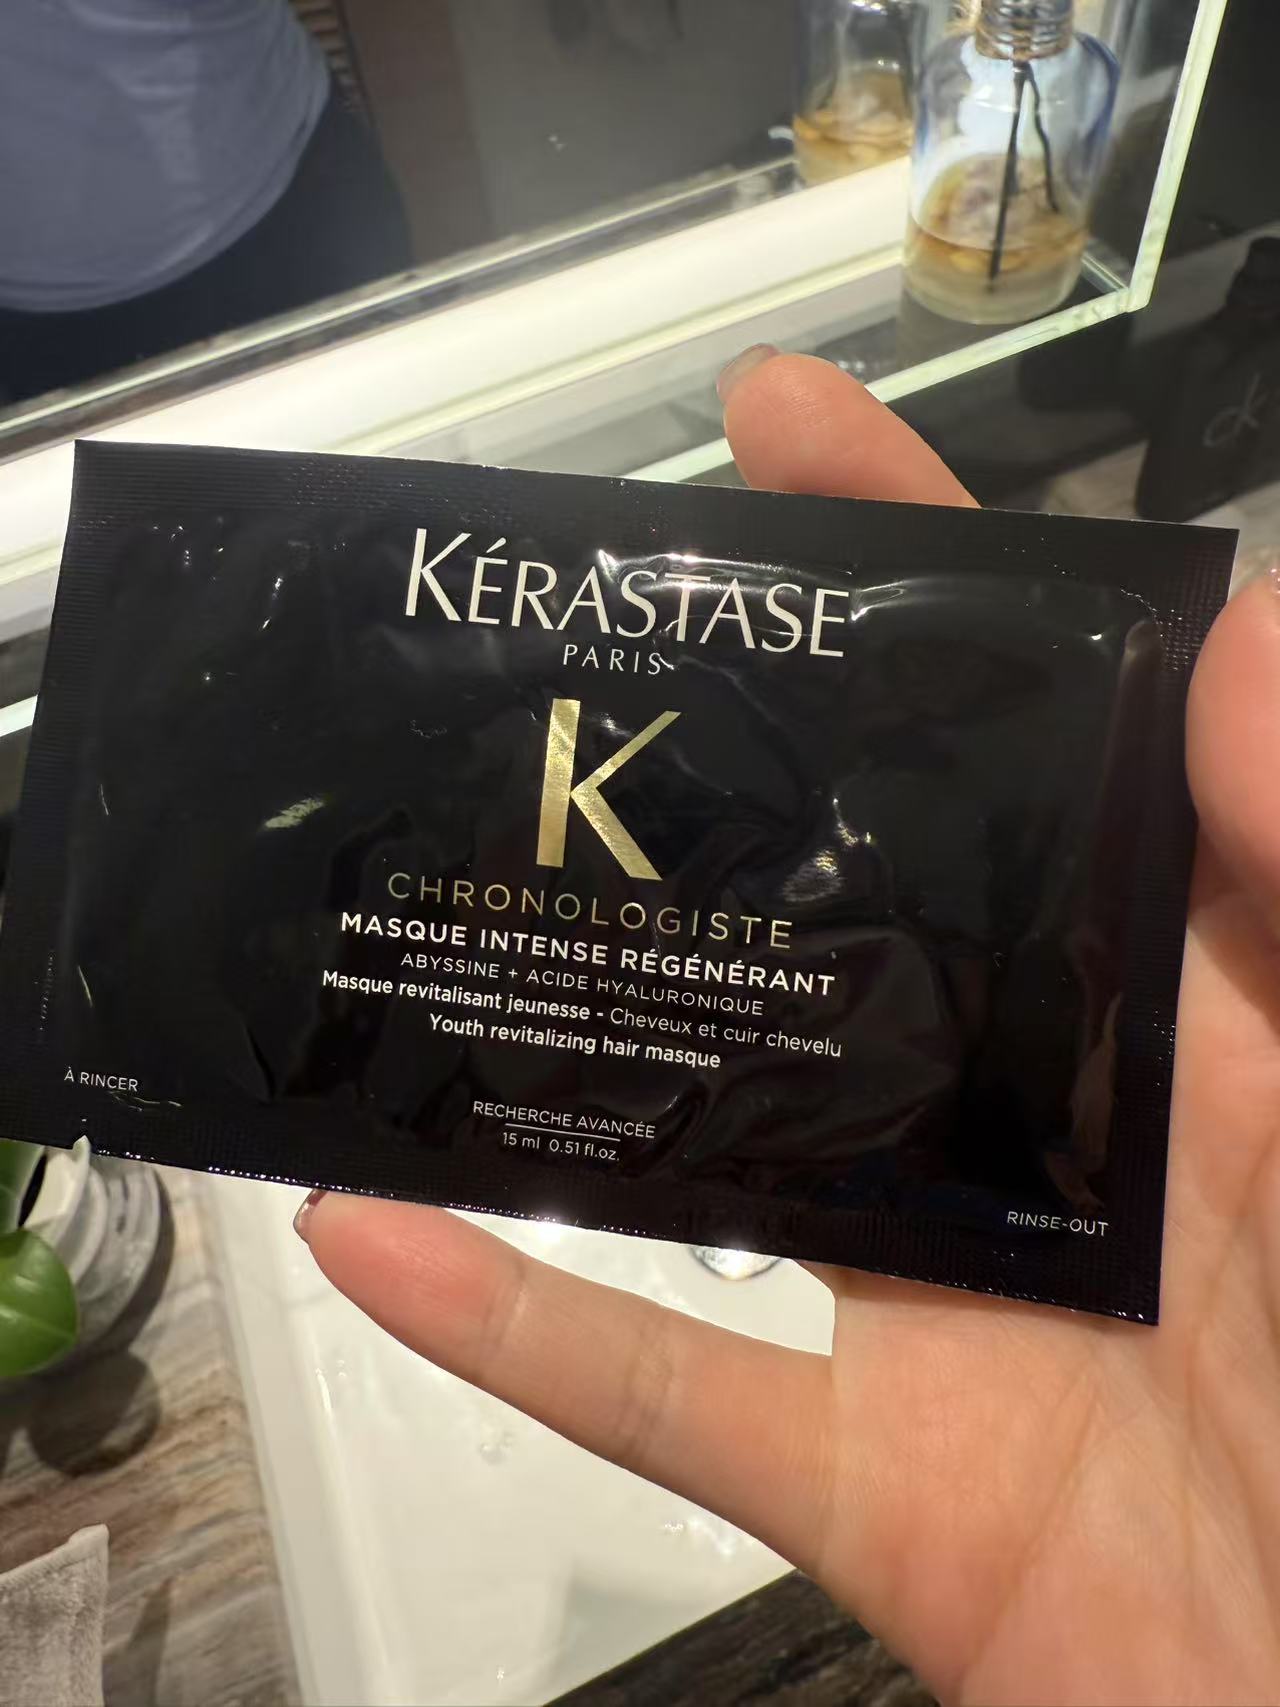 KÉRASTASE
PARIS
K
CHRONOLOGISTE
MASQUE INTENSE RÉGÉNÉRANT
ABYSSINE + ACIDE HYALURONIQUE
Masque revitalisant jeunesse - Cheveux et cuir chevelu
Youth revitalizing hair masque
À RINCER
RECHERCHE AVANCÉE
15 ml 0.51 fl.oz.
RINSE-OUT
ck